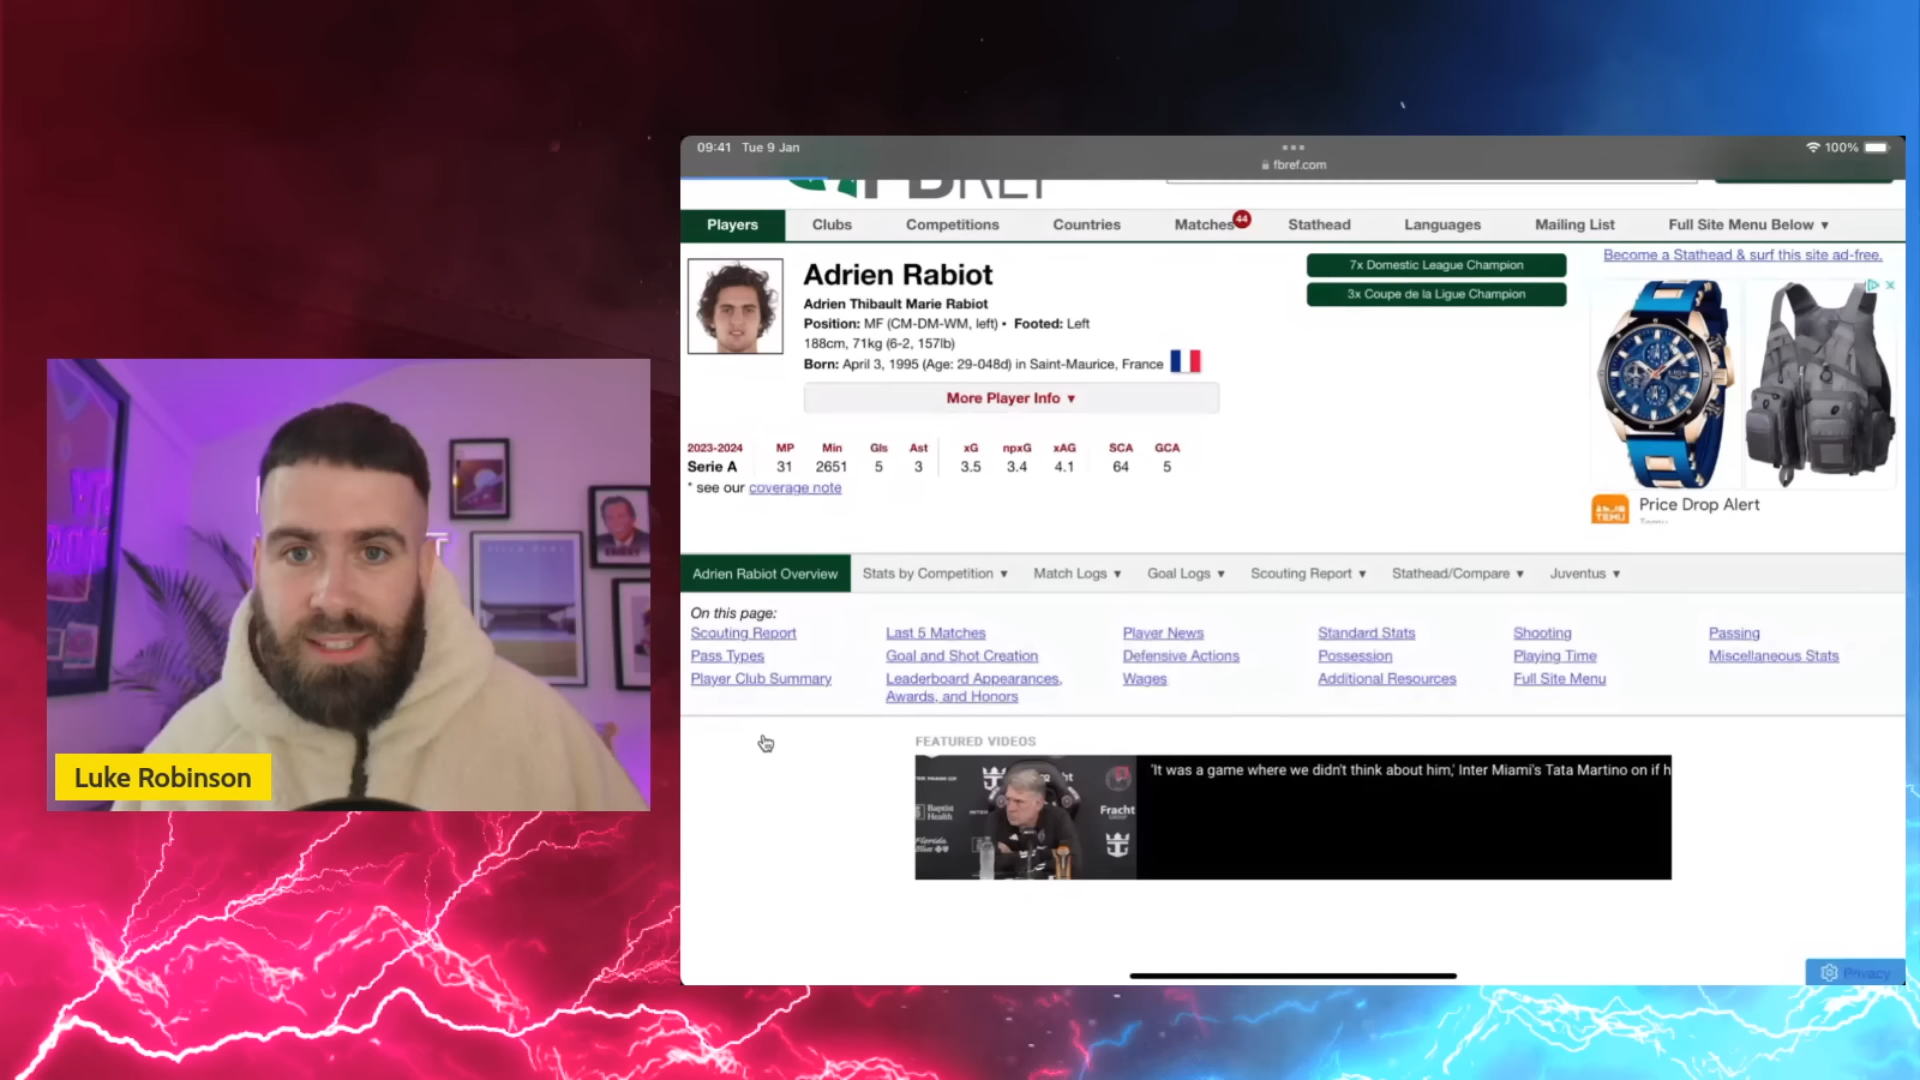 09:41 Tue 9 Jan
100%
fbref.com
Players Clubs Competitions Countries Matches 44 Stathead Languages Mailing List Full Site Menu Below ▼
Adrien Rabiot
Adrien Thibault Marie Rabiot
Position: MF (CM-DM-WM, left) • Footed: Left
188cm, 71kg (6-2, 157lb)
Born: April 3, 1995 (Age: 29-048d) in Saint-Maurice, France
More Player Info ▼
7x Domestic League Champion
3x Coupe de la Ligue Champion
Become a Stathead & surf this site ad-free.
Price Drop Alert
Temu
2023-2024 MP Min Gls Ast xG npxG xAG SCA GCA
Serie A 31 2651 5 3 3.5 3.4 4.1 64 5
* see our coverage note
Adrien Rabiot Overview Stats by Competition ▼ Match Logs ▼ Goal Logs ▼ Scouting Report ▼ Stathead/Compare ▼ Juventus ▼
On this page:
Scouting Report Last 5 Matches Player News Standard Stats Shooting Passing
Pass Types Goal and Shot Creation Defensive Actions Possession Playing Time Miscellaneous Stats
Player Club Summary Leaderboard Appearances, Wages Additional Resources Full Site Menu
Awards, and Honors
FEATURED VIDEOS
'It was a game where we didn't think about him,' Inter Miami's Tata Martino on if h
Baptist
Health
Fracht
Privacy
Luke Robinson